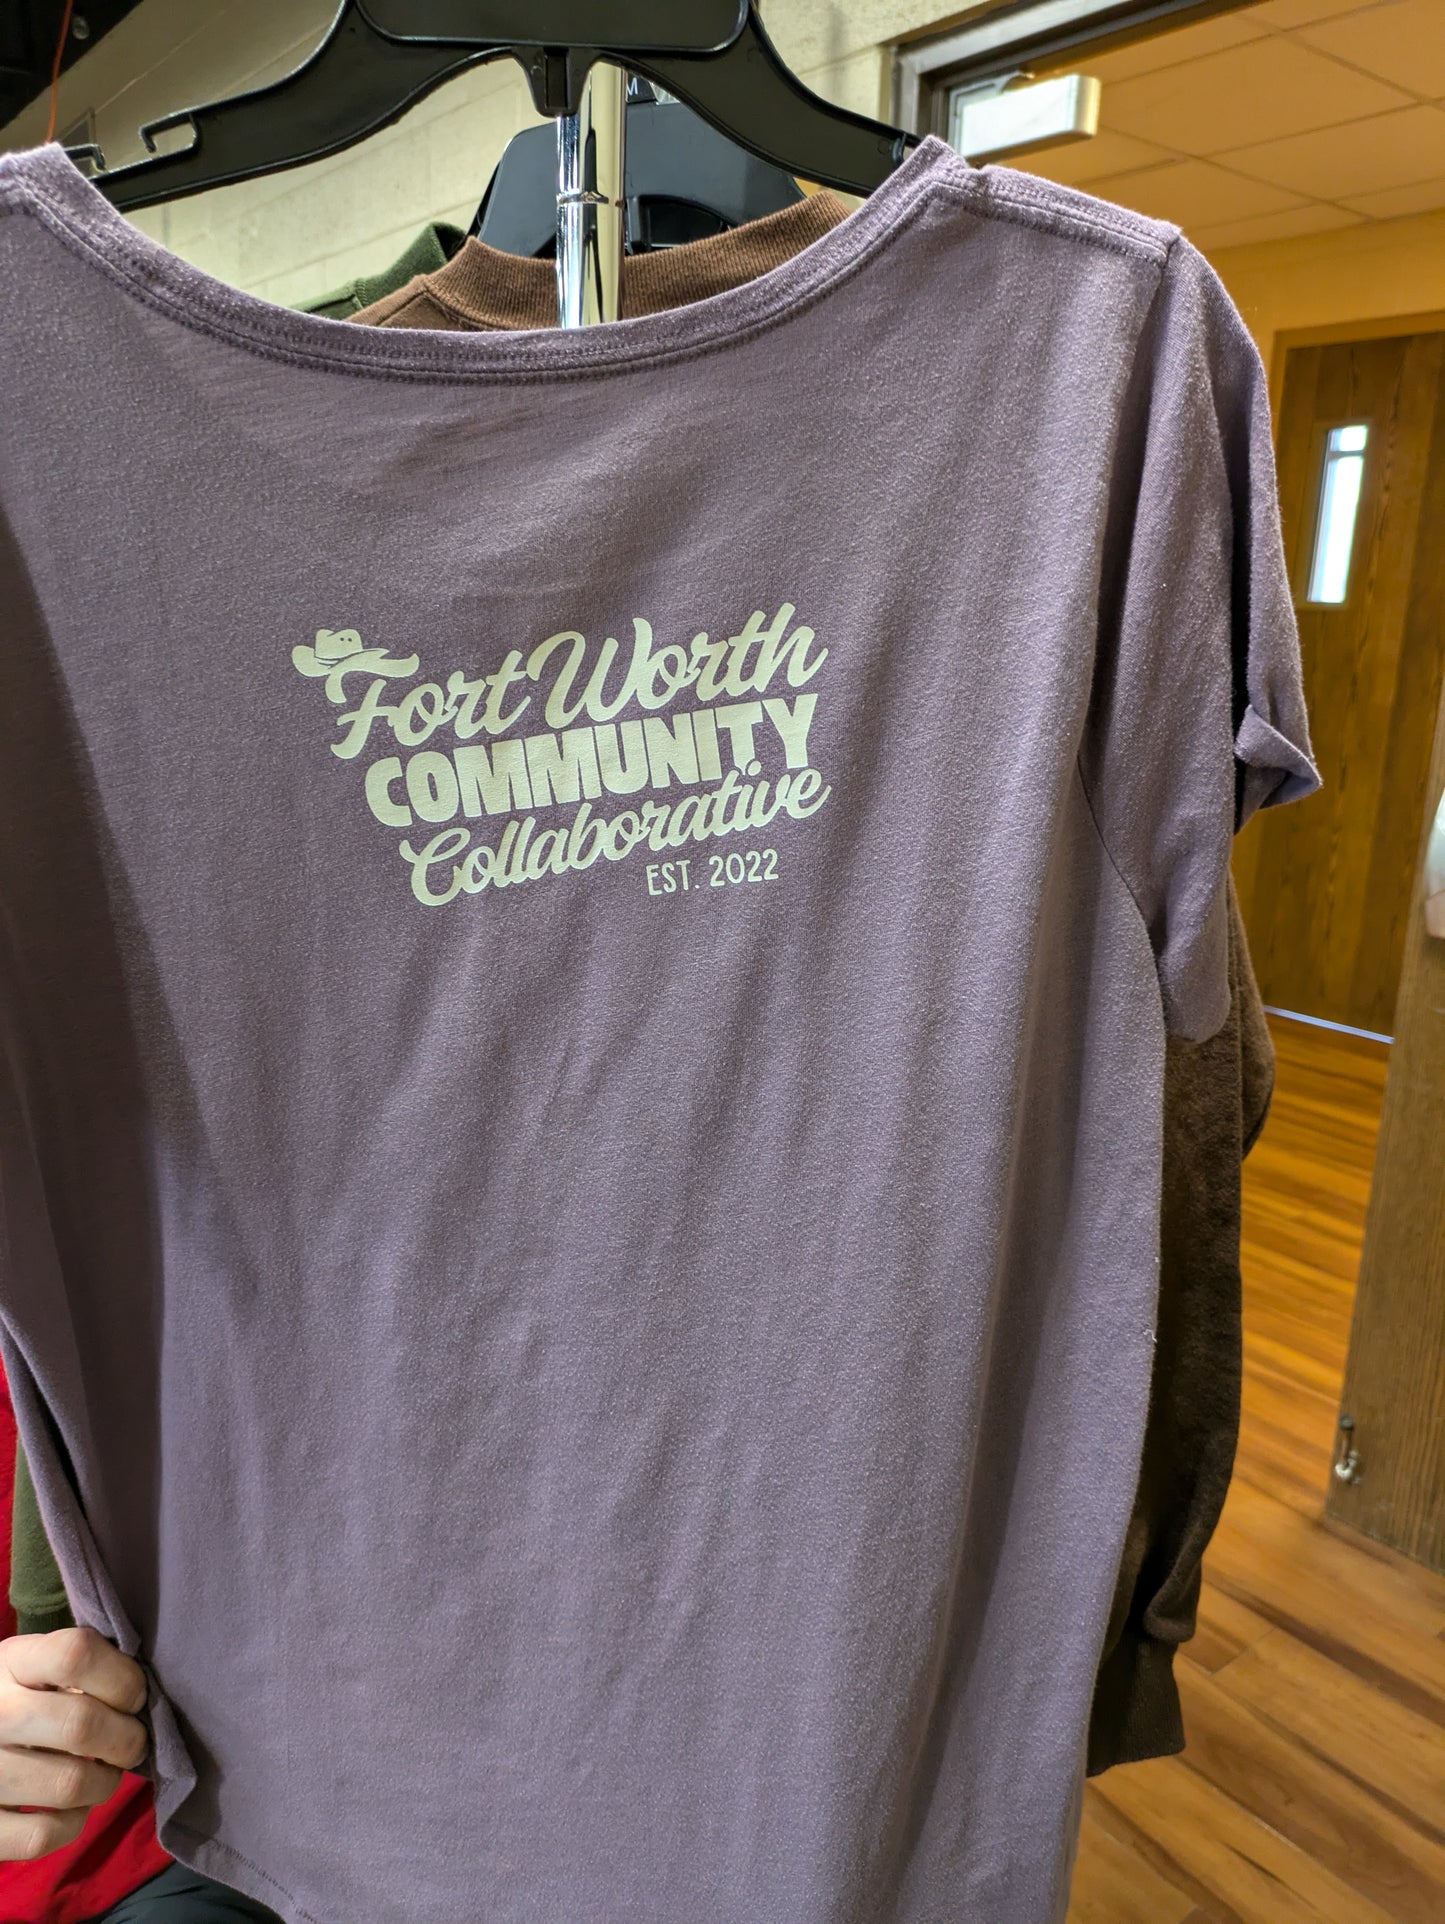 M
Fort Worth
COMMUNITY
Collaborative
EST. 2022